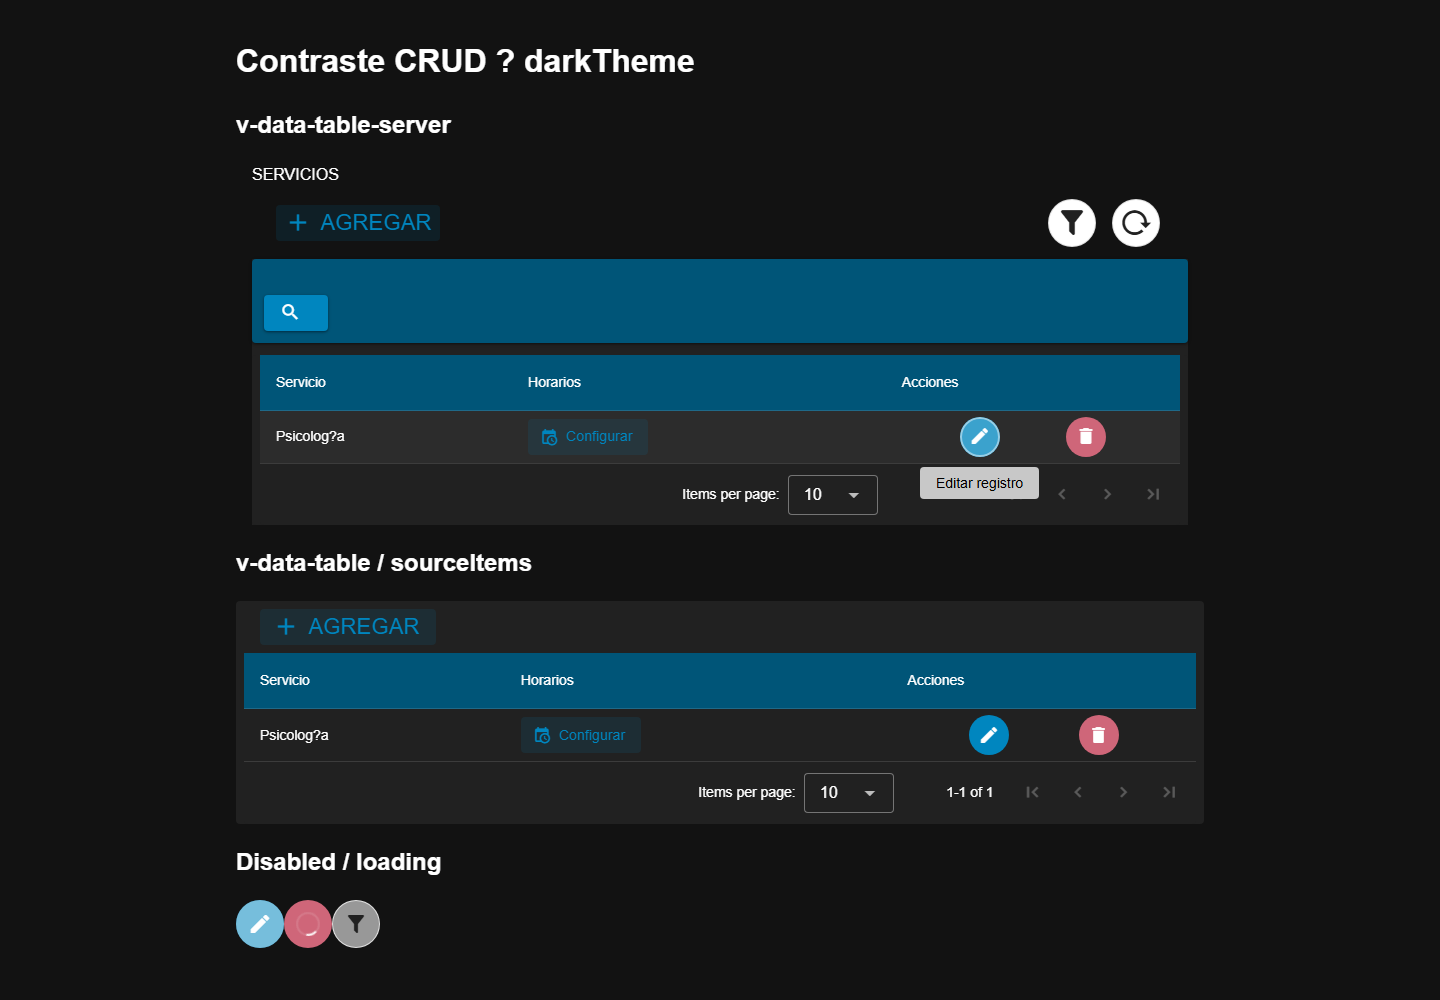 Contraste CRUD ? darkTheme
v-data-table-server
SERVICIOS
AGREGAR
Servicio Horarios Acciones
Psicolog?a Configurar
Editar registro
Items per page: 10
v-data-table / sourceItems
AGREGAR
Servicio Horarios Acciones
Psicolog?a Configurar
Items per page: 10 1-1 of 1
Disabled / loading